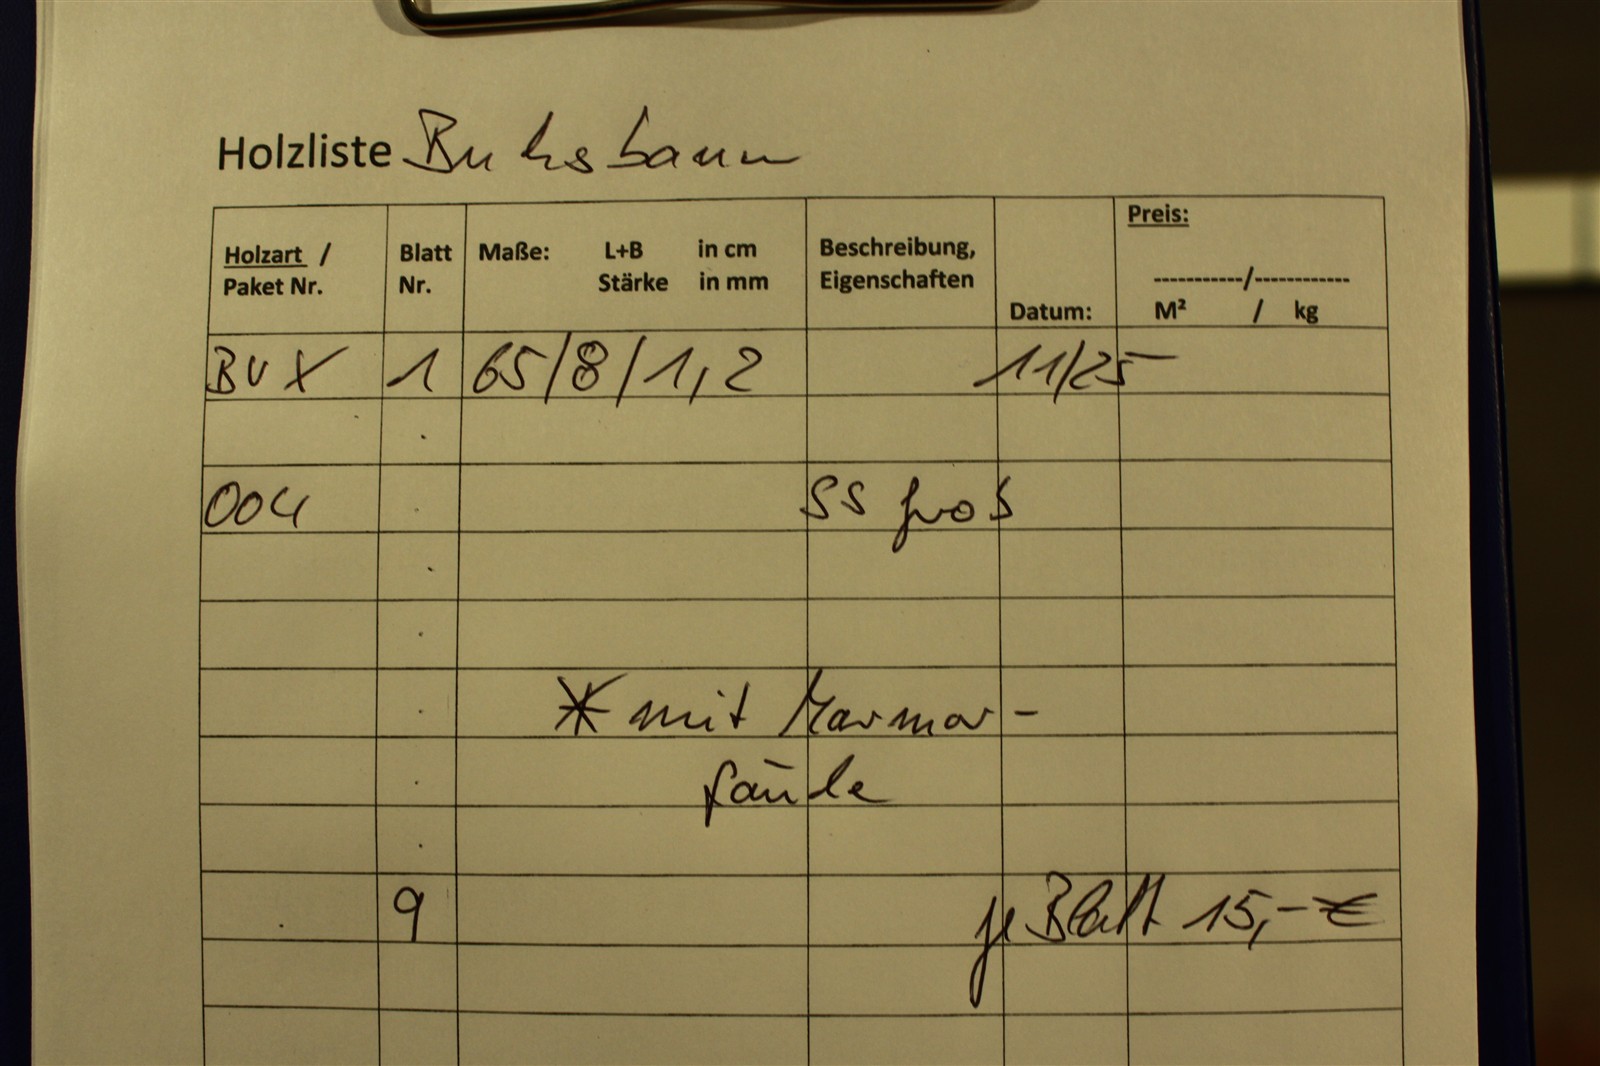 Holzliste Buchsbaum
Preis:
Holzart / Blatt Maße: L+B in cm Beschreibung,
Paket Nr. Nr. Stärke in mm Eigenschaften
-----------/------------
Datum: M² / kg
BUX 1 65/8/1,2 11/25
004 SS groß
* mit Marmor-
fäule
9 je Blatt 15,- €